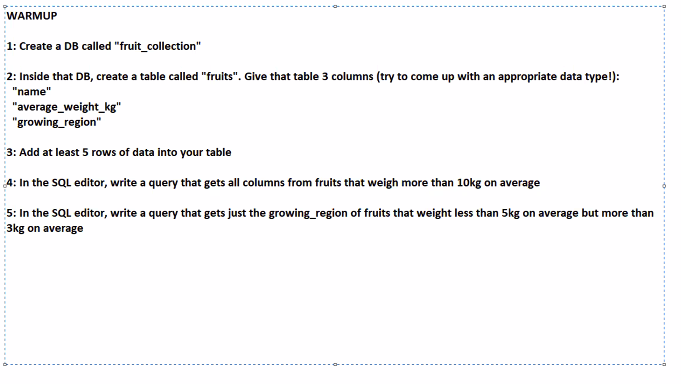 WARMUP
1: Create a DB called "fruit_collection"
2: Inside that DB, create a table called "fruits". Give that table 3 columns (try to come up with an appropriate data type!):
"name"
"average_weight_kg"
"growing_region"
3: Add at least 5 rows of data into your table
4: In the SQL editor, write a query that gets all columns from fruits that weigh more than 10kg on average
5: In the SQL editor, write a query that gets just the growing_region of fruits that weight less than 5kg on average but more than
3kg on average